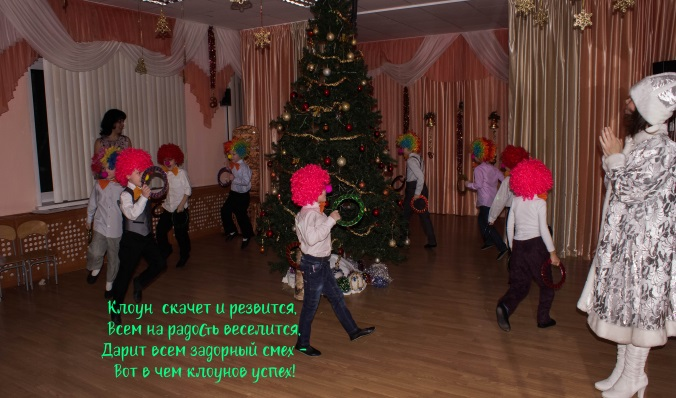 Клоун скачет и резвится,
Всем на радость веселится,
Дарит всем задорный смех
Вот в чем клоунов успех!